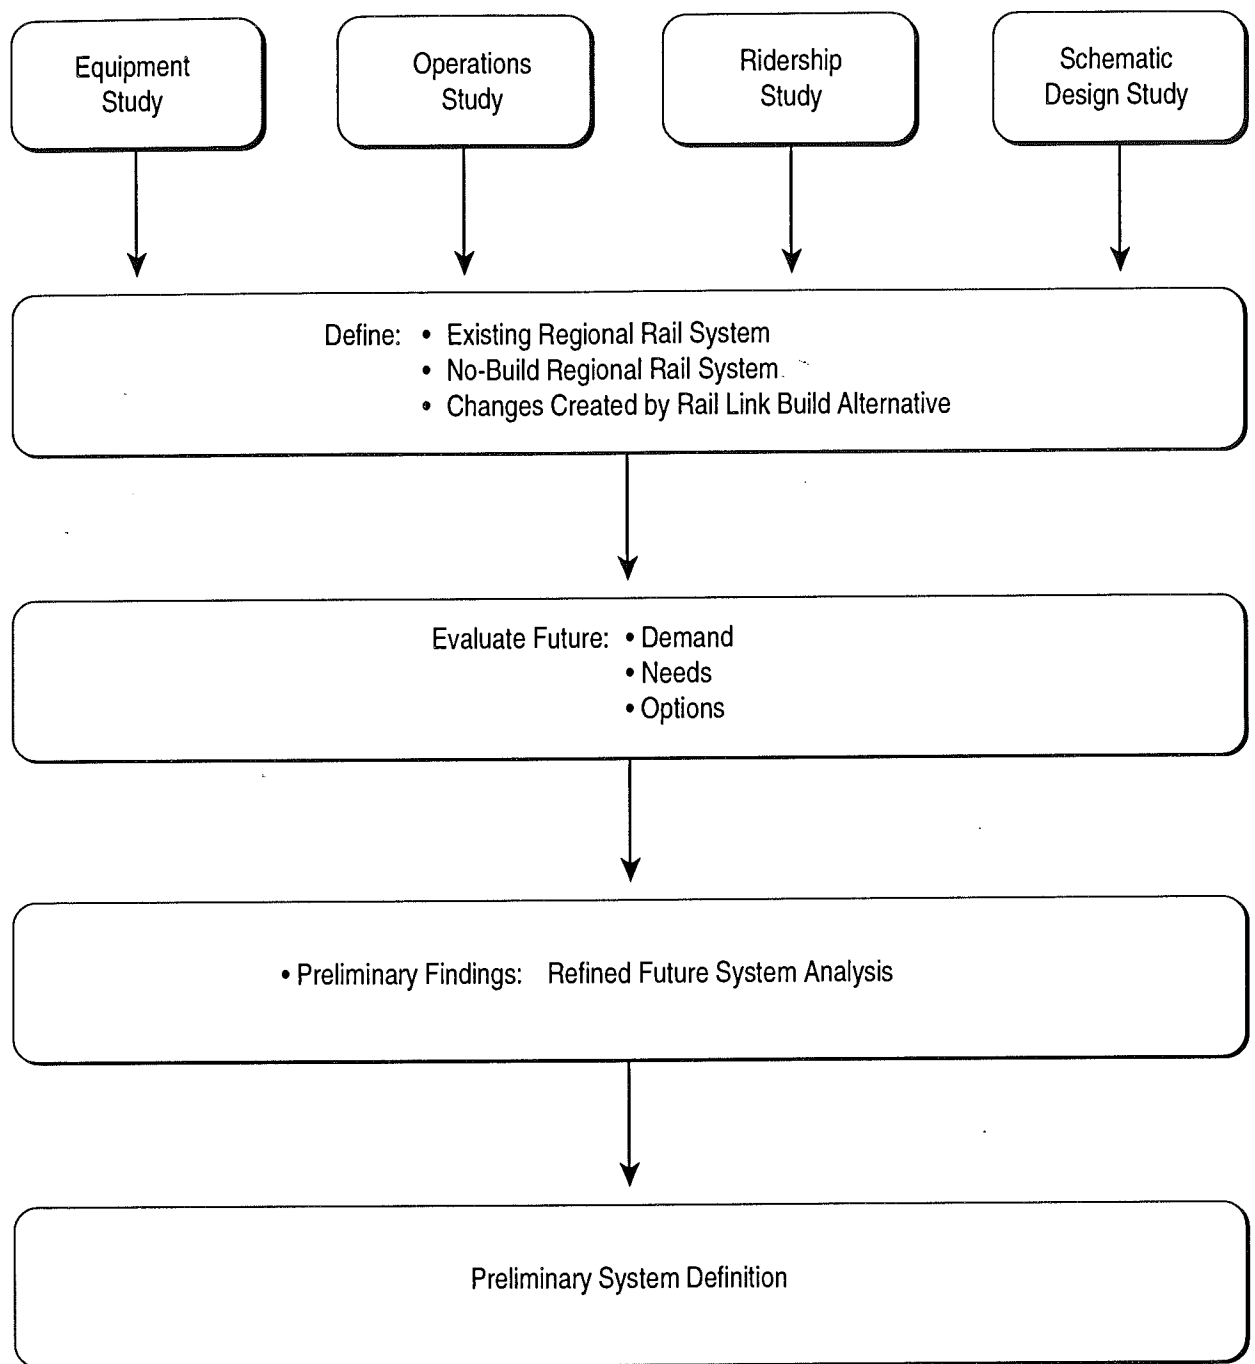 Equipment
Study
Operations
Study
Ridership
Study
Schematic
Design Study
Define: • Existing Regional Rail System
• No-Build Regional Rail System
• Changes Created by Rail Link Build Alternative
Evaluate Future: • Demand
• Needs
• Options
• Preliminary Findings: Refined Future System Analysis
Preliminary System Definition